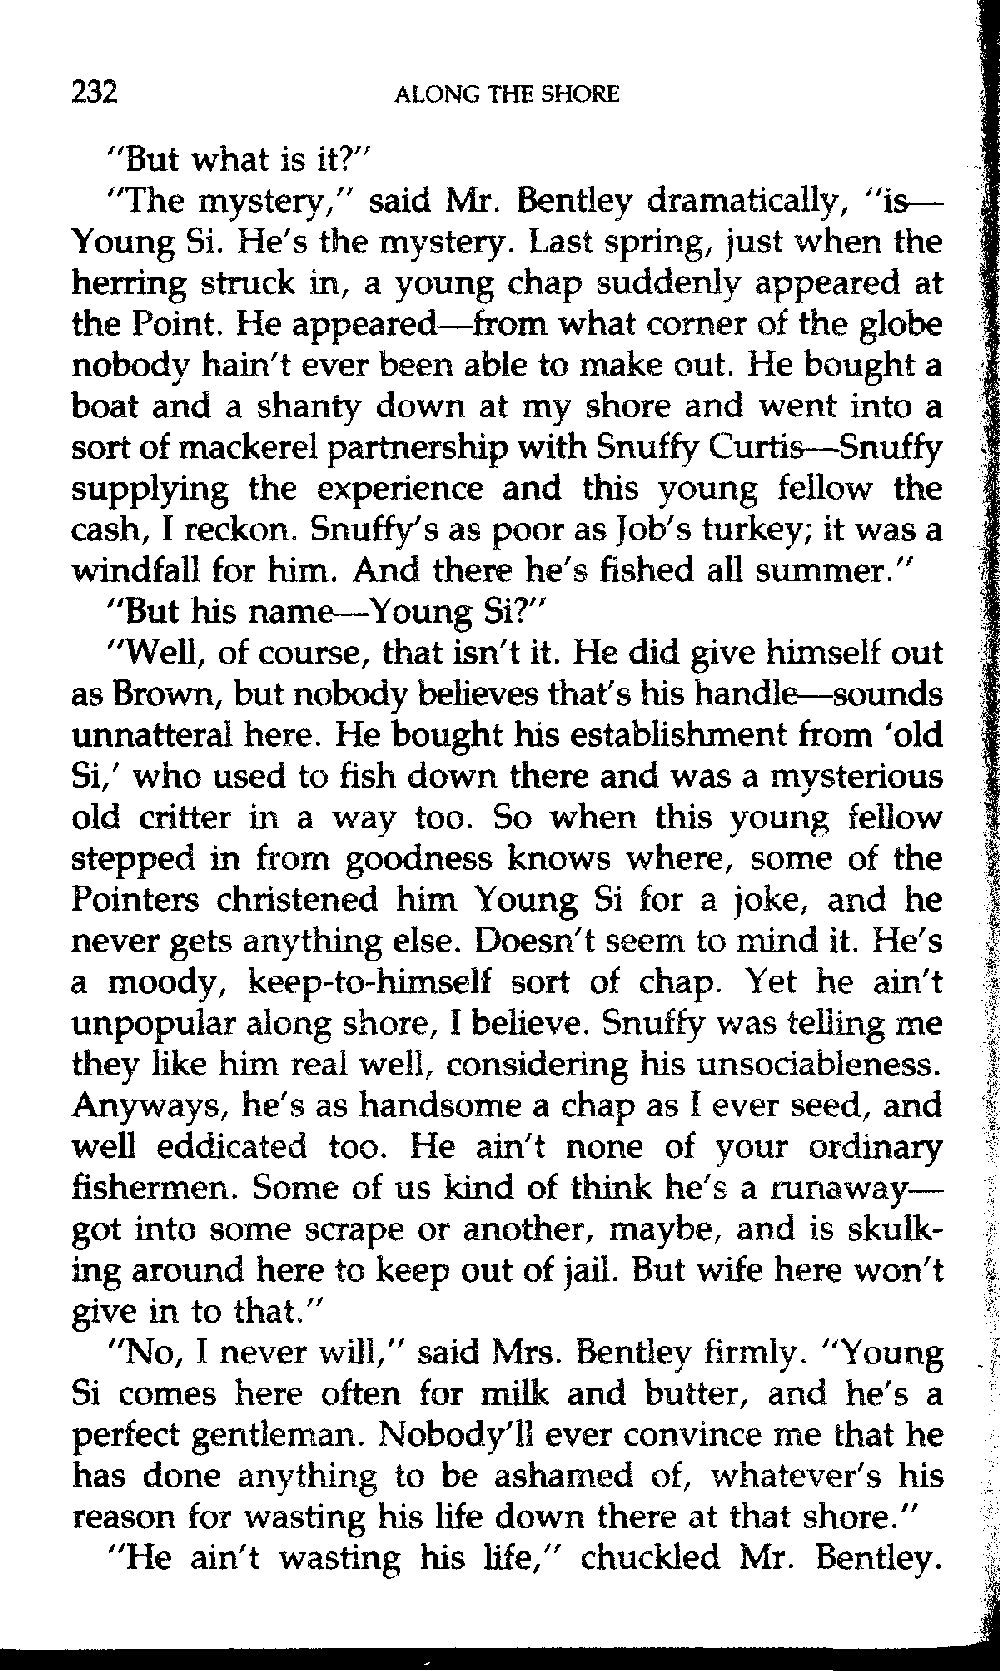 232 ALONG THE SHORE
"But what is it?"
"The mystery," said Mr. Bentley dramatically, "is—
Young Si. He's the mystery. Last spring, just when the
herring struck in, a young chap suddenly appeared at
the Point. He appeared—from what corner of the globe
nobody hain't ever been able to make out. He bought a
boat and a shanty down at my shore and went into a
sort of mackerel partnership with Snuffy Curtis—Snuffy
supplying the experience and this young fellow the
cash, I reckon. Snuffy's as poor as Job's turkey; it was a
windfall for him. And there he's fished all summer."
"But his name—Young Si?"
"Well, of course, that isn't it. He did give himself out
as Brown, but nobody believes that's his handle—sounds
unnatteral here. He bought his establishment from 'old
Si,' who used to fish down there and was a mysterious
old critter in a way too. So when this young fellow
stepped in from goodness knows where, some of the
Pointers christened him Young Si for a joke, and he
never gets anything else. Doesn't seem to mind it. He's
a moody, keep-to-himself sort of chap. Yet he ain't
unpopular along shore, I believe. Snuffy was telling me
they like him real well, considering his unsociableness.
Anyways, he's as handsome a chap as I ever seed, and
well eddicated too. He ain't none of your ordinary
fishermen. Some of us kind of think he's a runaway—
got into some scrape or another, maybe, and is skulk-
ing around here to keep out of jail. But wife here won't
give in to that."
"No, I never will," said Mrs. Bentley firmly. "Young
Si comes here often for milk and butter, and he's a
perfect gentleman. Nobody'll ever convince me that he
has done anything to be ashamed of, whatever's his
reason for wasting his life down there at that shore."
"He ain't wasting his life," chuckled Mr. Bentley.